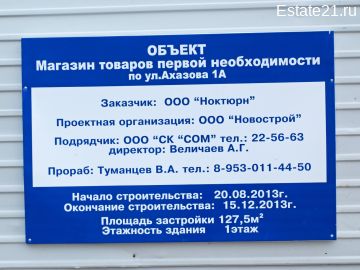 Estate21.ru
ОБЪЕКТ
Магазин товаров первой необходимости
по ул.Ахазова 1А
Заказчик: ООО "Ноктюрн"
Проектная организация: ООО "Новострой"
Подрядчик: ООО "СК "СОМ" тел.: 22-56-63
директор: Величаев А.Г.
Прораб: Туманцев В.А. тел.: 8-953-011-44-50
Начало строительства: 20.08.2013г.
Окончание строительства: 15.12.2013г.
Площадь застройки 127,5м²
Этажность здания 1этаж